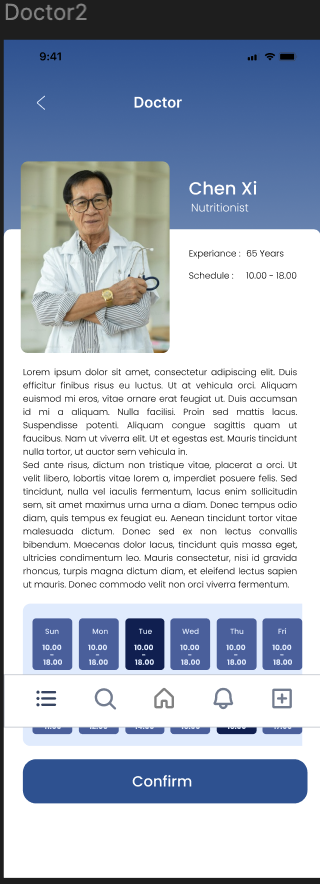 Doctor2
9:41
Doctor
Chen Xi
Nutritionist
Experiance : 65 Years
Schedule : 10.00 - 18.00
Lorem ipsum dolor sit amet, consectetur adipiscing elit. Duis
efficitur finibus risus eu luctus. Ut at vehicula orci. Aliquam
euismod mi eros, vitae ornare erat feugiat ut. Duis accumsan
id mi a aliquam. Nulla facilisi. Proin sed mattis lacus.
Suspendisse potenti. Aliquam congue sagittis quam ut
faucibus. Nam ut viverra elit. Ut et egestas est. Mauris tincidunt
nulla tortor, ut auctor sem vehicula in.
Sed ante risus, dictum non tristique vitae, placerat a orci. Ut
velit libero, lobortis vitae lorem a, imperdiet posuere felis. Sed
tincidunt, nulla vel iaculis fermentum, lacus enim sollicitudin
sem, sit amet maximus urna urna a diam. Donec tempus odio
diam, quis tempus ex feugiat eu. Aenean tincidunt tortor vitae
malesuada dictum. Donec sed ex non lectus convallis
bibendum. Maecenas dolor lacus, tincidunt quis massa eget,
ultricies condimentum leo. Mauris consectetur, nisi id gravida
rhoncus, turpis magna dictum diam, et eleifend lectus sapien
ut mauris. Donec commodo velit non orci viverra fermentum.
Sun Mon Tue Wed Thu Fri
10.00 10.00 10.00 10.00 10.00 10.00
- - - - - -
18.00 18.00 18.00 18.00 18.00 18.00
Confirm